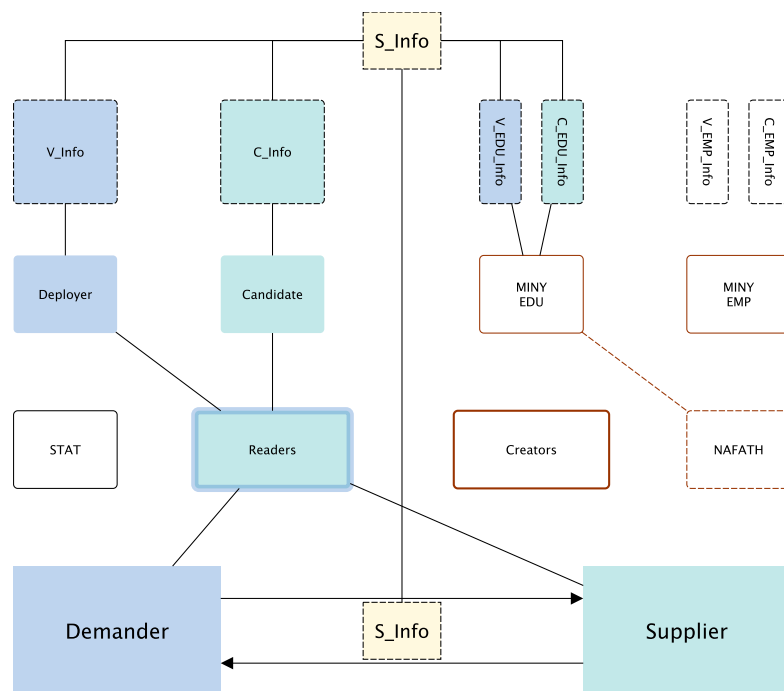 S_Info
V_Info
C_Info
V_EDU_Info
C_EDU_Info
V_EMP_Info
C_EMP_Info
Deployer
Candidate
MINY
EDU
MINY
EMP
STAT
Readers
Creators
NAFATH
Demander
S_Info
Supplier